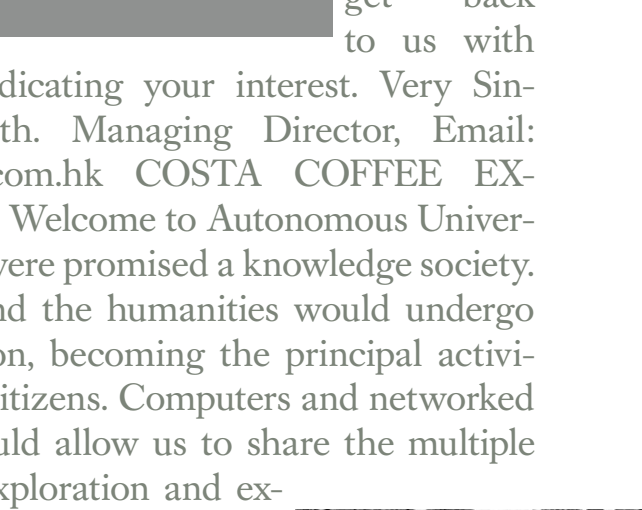 get back
to us with
dicating your interest. Very Sin-
th. Managing Director, Email:
com.hk COSTA COFFEE EX-
Welcome to Autonomous Univer-
were promised a knowledge society.
nd the humanities would undergo
on, becoming the principal activi-
itizens. Computers and networked
uld allow us to share the multiple
xploration and ex-